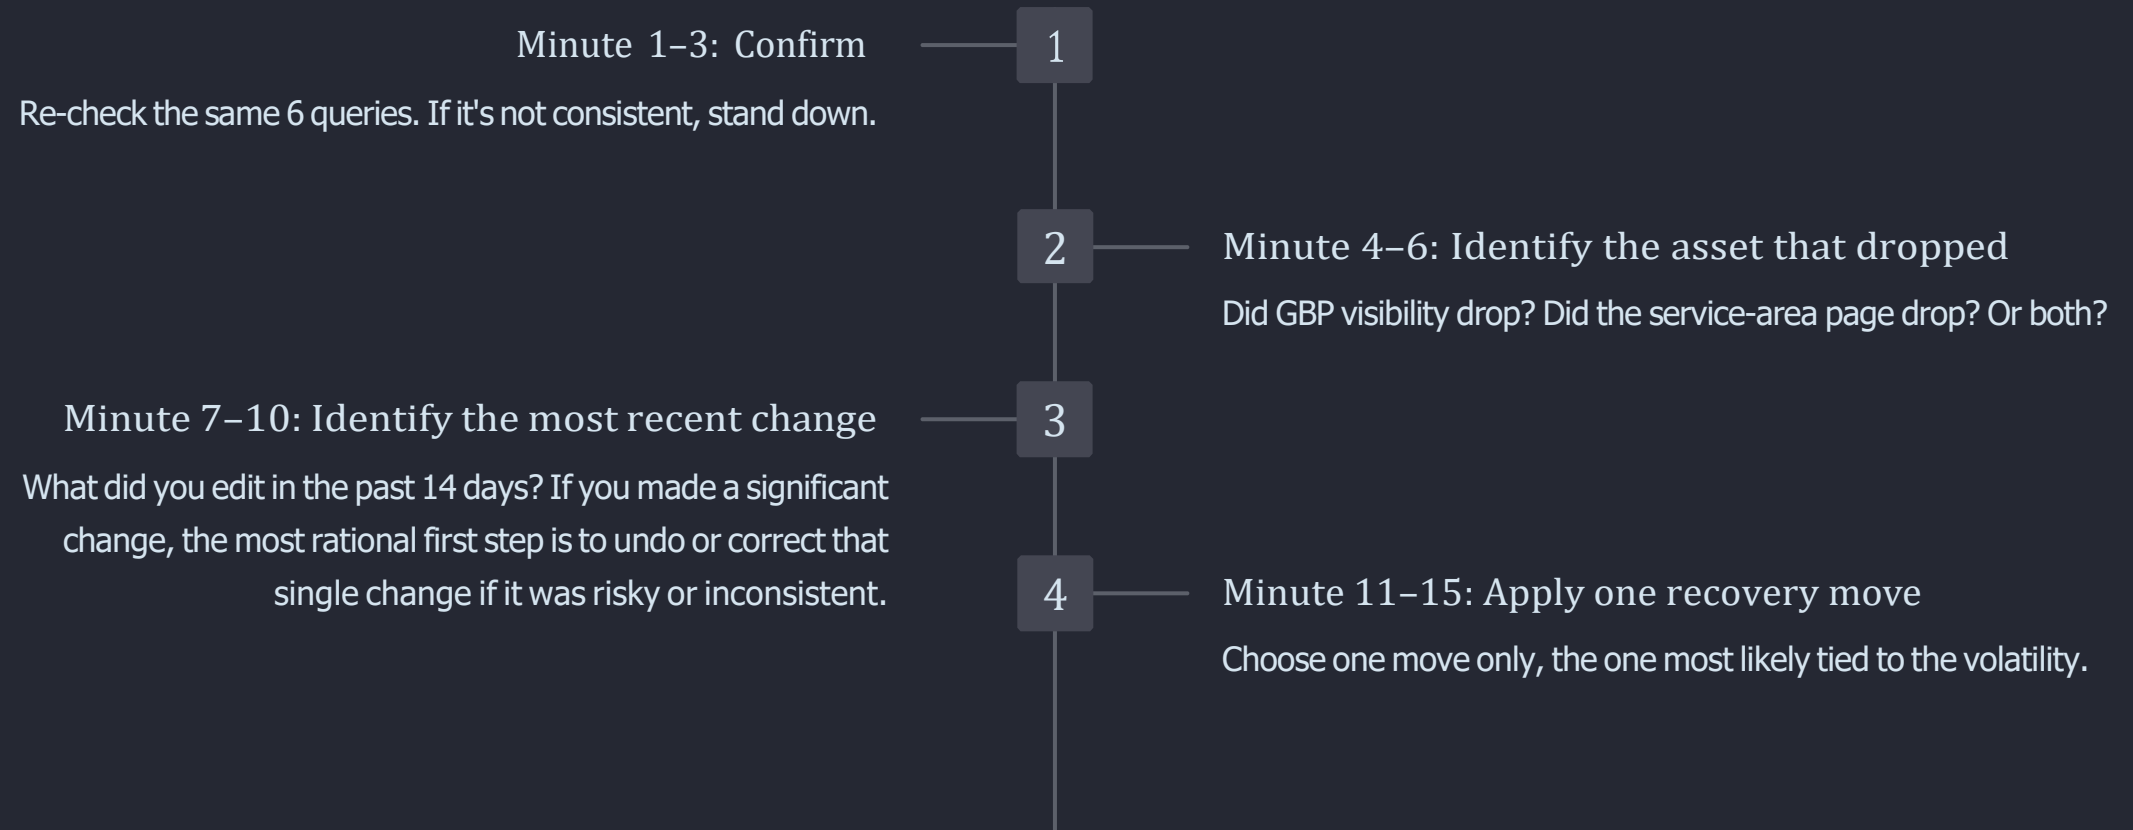 Minute 1–3: Confirm
1
Re-check the same 6 queries. If it's not consistent, stand down.
2
Minute 4–6: Identify the asset that dropped
Did GBP visibility drop? Did the service-area page drop? Or both?
Minute 7–10: Identify the most recent change
3
What did you edit in the past 14 days? If you made a significant
change, the most rational first step is to undo or correct that
single change if it was risky or inconsistent.
4
Minute 11–15: Apply one recovery move
Choose one move only, the one most likely tied to the volatility.